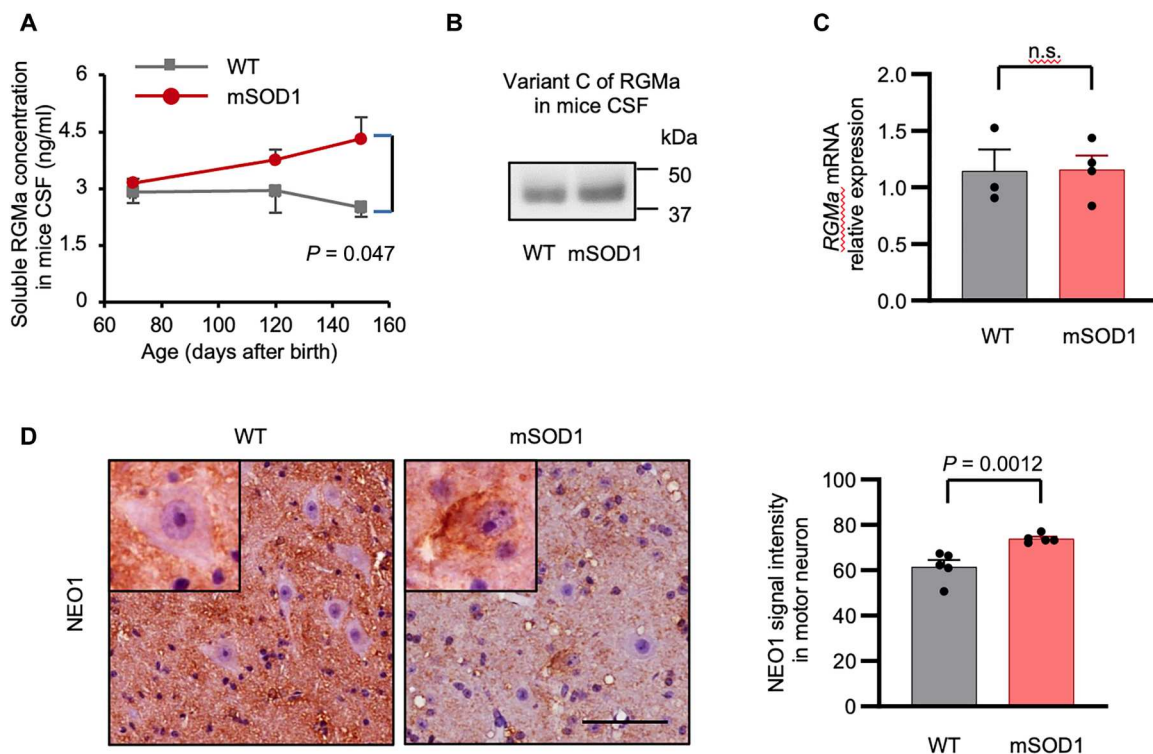 A
WT
mSOD1
Soluble RGMa concentration
in mice CSF (ng/ml)
6
4.5
3
1.5
0
P = 0.047
60 80 100 120 140 160
Age (days after birth)
B
Variant C of RGMa
in mice CSF
kDa
50
37
WT mSOD1
C
n.s.
RGMa mRNA
relative expression
2.0
1.5
1.0
0.5
0.0
WT mSOD1
D
WT mSOD1
NEO1
P = 0.0012
NEO1 signal intensity
in motor neuron
100
80
60
40
20
0
WT mSOD1